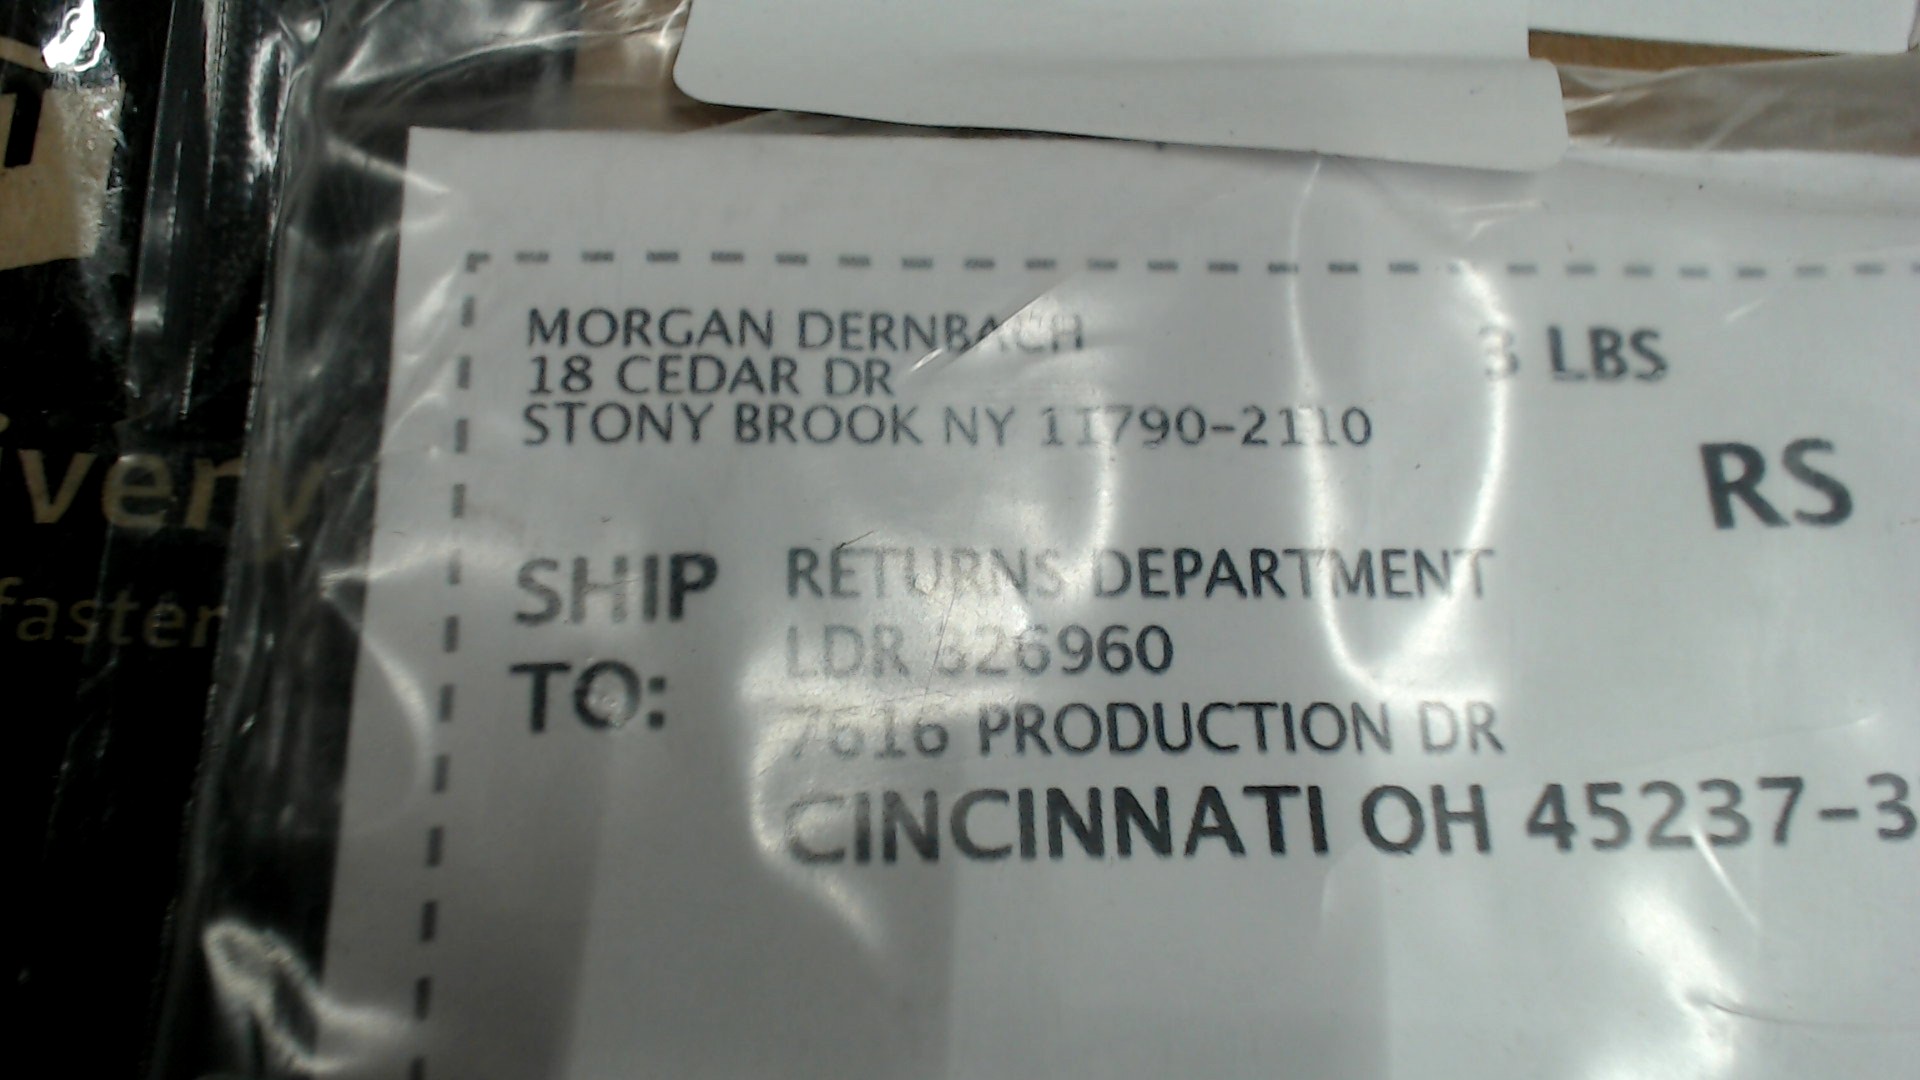 MORGAN DERNBACH
18 CEDAR DR
STONY BROOK NY 11790-2110
3 LBS
RS
SHIP TO:
RETURNS DEPARTMENT
LDR 326960
7616 PRODUCTION DR
CINCINNATI OH 45237-3
very
faster